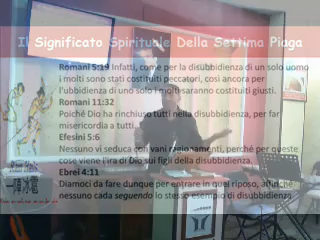 Il Significato Spirituale Della Settima Piaga
Romani 5:19 Infatti, come per la disubbidienza di un solo uomo
i molti sono stati costituiti peccatori, così ancora per
l'ubbidienza di uno solo i molti saranno costituiti giusti.
Romani 11:32
Poiché Dio ha rinchiuso tutti nella disubbidienza, per far
misericordia a tutti.
Efesini 5:6
Nessuno vi seduca con vani ragionamenti, perché per queste
cose viene l'ira di Dio sui figli della disubbidienza.
Ebrei 4:11
Diamoci da fare dunque per entrare in quel riposo, affinché
nessuno cada seguendo lo stesso esempio di disubbidienza.